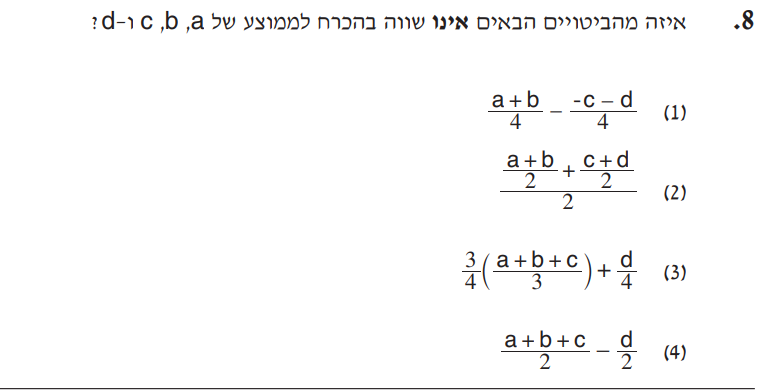 8. איזה מהביטויים הבאים אינו שווה בהכרח לממוצע של a, b, c ו-d?
(1) $\frac{a+b}{4} - \frac{-c-d}{4}$
(2) $\frac{\frac{a+b}{2} + \frac{c+d}{2}}{2}$
(3) $\frac{3}{4}\left(\frac{a+b+c}{3}\right) + \frac{d}{4}$
(4) $\frac{a+b+c}{2} - \frac{d}{2}$